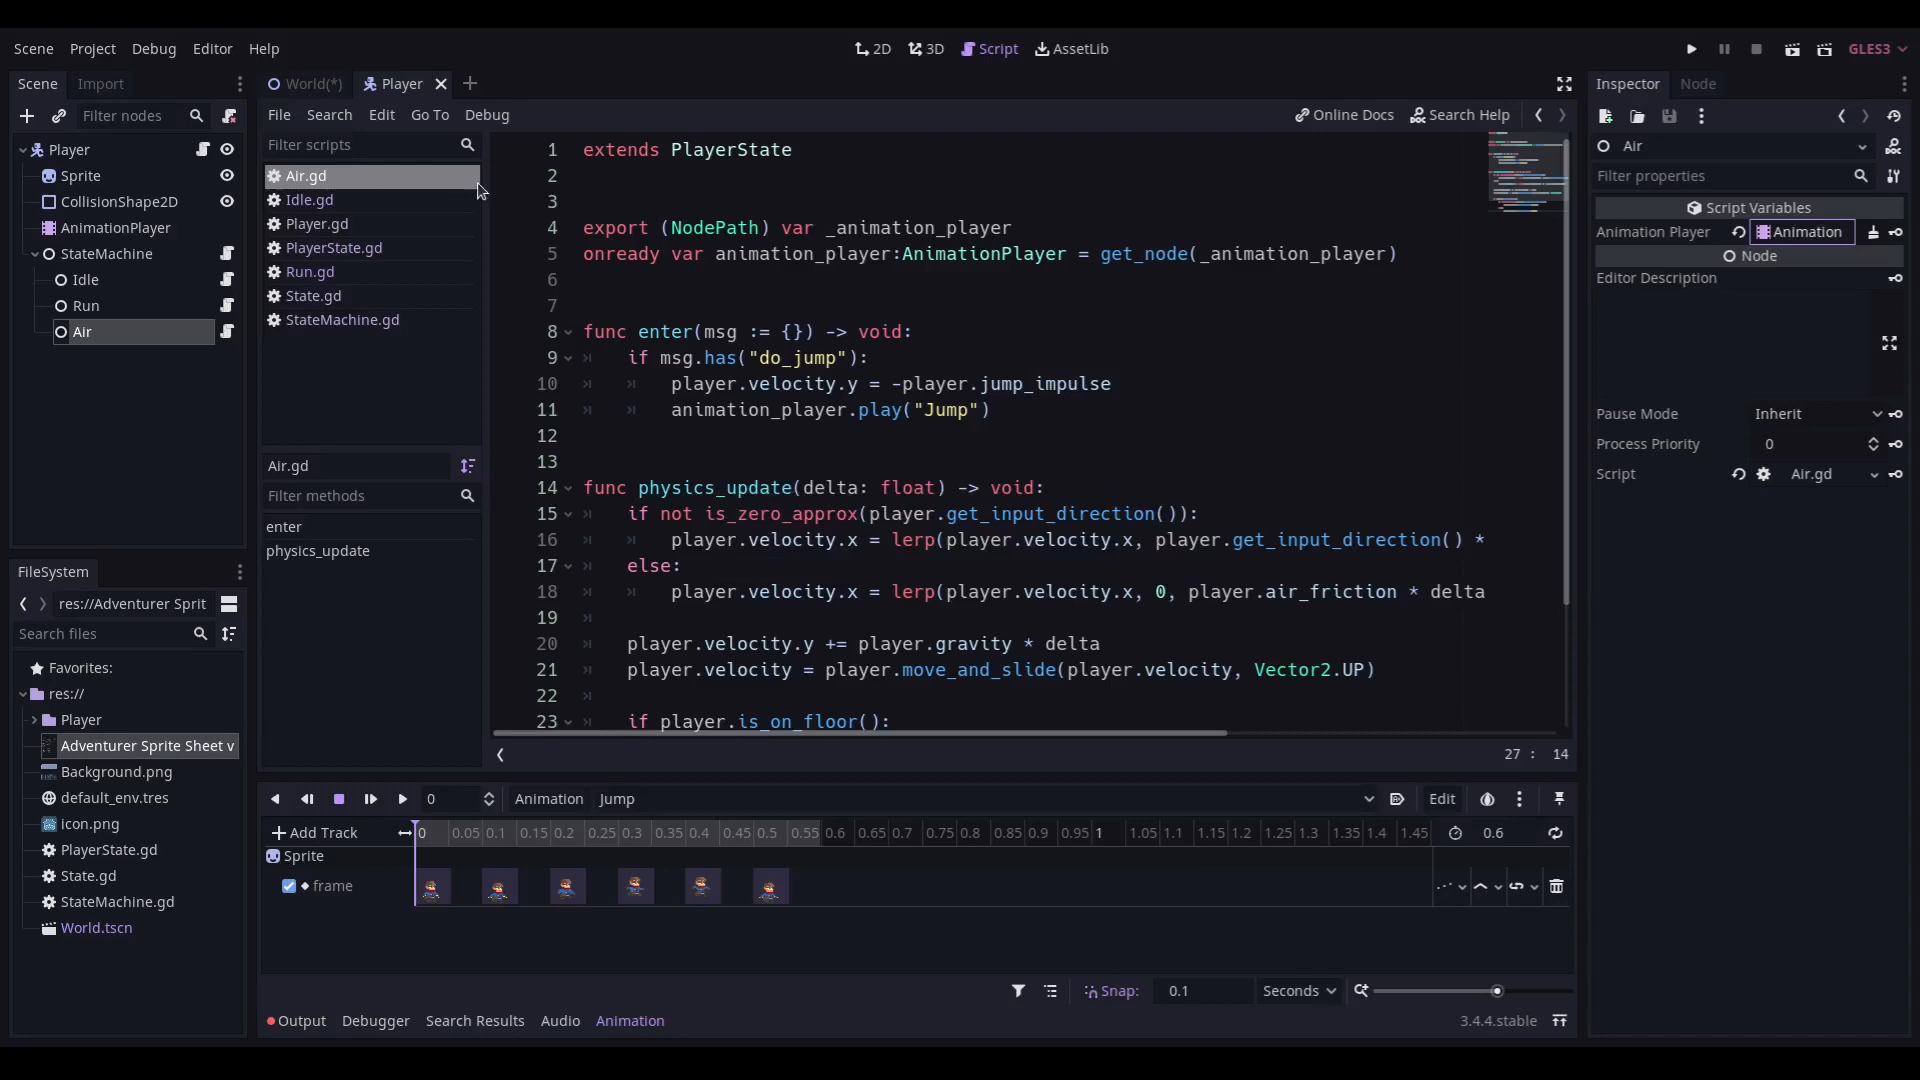 Scene Project Debug Editor Help
2D 3D Script AssetLib
GLES3
Scene Import
Filter nodes
Player
Sprite
CollisionShape2D
AnimationPlayer
StateMachine
Idle
Run
Air
FileSystem
res://Adventurer Sprit
Search files
Favorites:
res://
Player
Adventurer Sprite Sheet v
Background.png
default_env.tres
icon.png
PlayerState.gd
State.gd
StateMachine.gd
World.tscn
World(*) Player
File Search Edit Go To Debug
Online Docs Search Help
Filter scripts
Air.gd
Idle.gd
Player.gd
PlayerState.gd
Run.gd
State.gd
StateMachine.gd
Air.gd
Filter methods
enter
physics_update
1 extends PlayerState
2
3
4 export (NodePath) var _animation_player
5 onready var animation_player:AnimationPlayer = get_node(_animation_player)
6
7
8 func enter(msg := {}) -> void:
9 if msg.has("do_jump"):
10 player.velocity.y = -player.jump_impulse
11 animation_player.play("Jump")
12
13
14 func physics_update(delta: float) -> void:
15 if not is_zero_approx(player.get_input_direction()):
16 player.velocity.x = lerp(player.velocity.x, player.get_input_direction() *
17 else:
18 player.velocity.x = lerp(player.velocity.x, 0, player.air_friction * delta
19
20 player.velocity.y += player.gravity * delta
21 player.velocity = player.move_and_slide(player.velocity, Vector2.UP)
22
23 if player.is_on_floor():
27 : 14
0 Animation Jump Edit
Add Track 0 0.05 0.1 0.15 0.2 0.25 0.3 0.35 0.4 0.45 0.5 0.55 0.6 0.65 0.7 0.75 0.8 0.85 0.9 0.95 1 1.05 1.1 1.15 1.2 1.25 1.3 1.35 1.4 1.45 0.6
Sprite
frame
Snap: 0.1 Seconds
Output Debugger Search Results Audio Animation 3.4.4.stable
Inspector Node
Air
Filter properties
Script Variables
Animation Player Animation
Node
Editor Description
Pause Mode Inherit
Process Priority 0
Script Air.gd